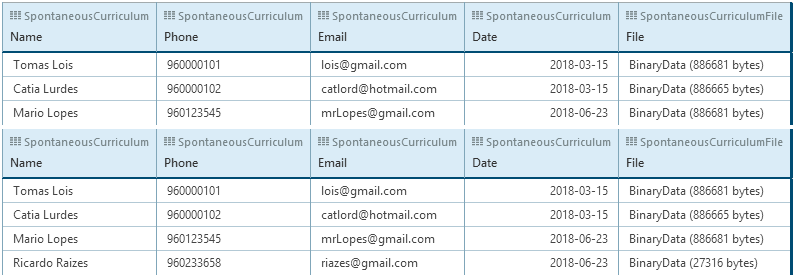 SpontaneousCurriculum SpontaneousCurriculum SpontaneousCurriculum SpontaneousCurriculum SpontaneousCurriculumFile
Name Phone Email Date File
Tomas Lois 960000101 lois@gmail.com 2018-03-15 BinaryData (886681 bytes)
Catia Lurdes 960000102 catlord@hotmail.com 2018-03-15 BinaryData (886665 bytes)
Mario Lopes 960123545 mrLopes@gmail.com 2018-06-23 BinaryData (886681 bytes)
SpontaneousCurriculum SpontaneousCurriculum SpontaneousCurriculum SpontaneousCurriculum SpontaneousCurriculumFile
Name Phone Email Date File
Tomas Lois 960000101 lois@gmail.com 2018-03-15 BinaryData (886681 bytes)
Catia Lurdes 960000102 catlord@hotmail.com 2018-03-15 BinaryData (886665 bytes)
Mario Lopes 960123545 mrLopes@gmail.com 2018-06-23 BinaryData (886681 bytes)
Ricardo Raizes 960233658 riazes@gmail.com 2018-06-23 BinaryData (27316 bytes)